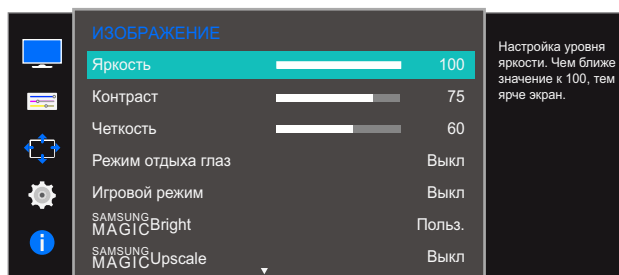 ИЗОБРАЖЕНИЕ
Яркость 100
Контраст 75
Четкость 60
Режим отдыха глаз Выкл
Игровой режим Выкл
SAMSUNG MAGIC Bright Польз.
SAMSUNG MAGIC Upscale Выкл
Настройка уровня
яркости. Чем ближе
значение к 100, тем
ярче экран.